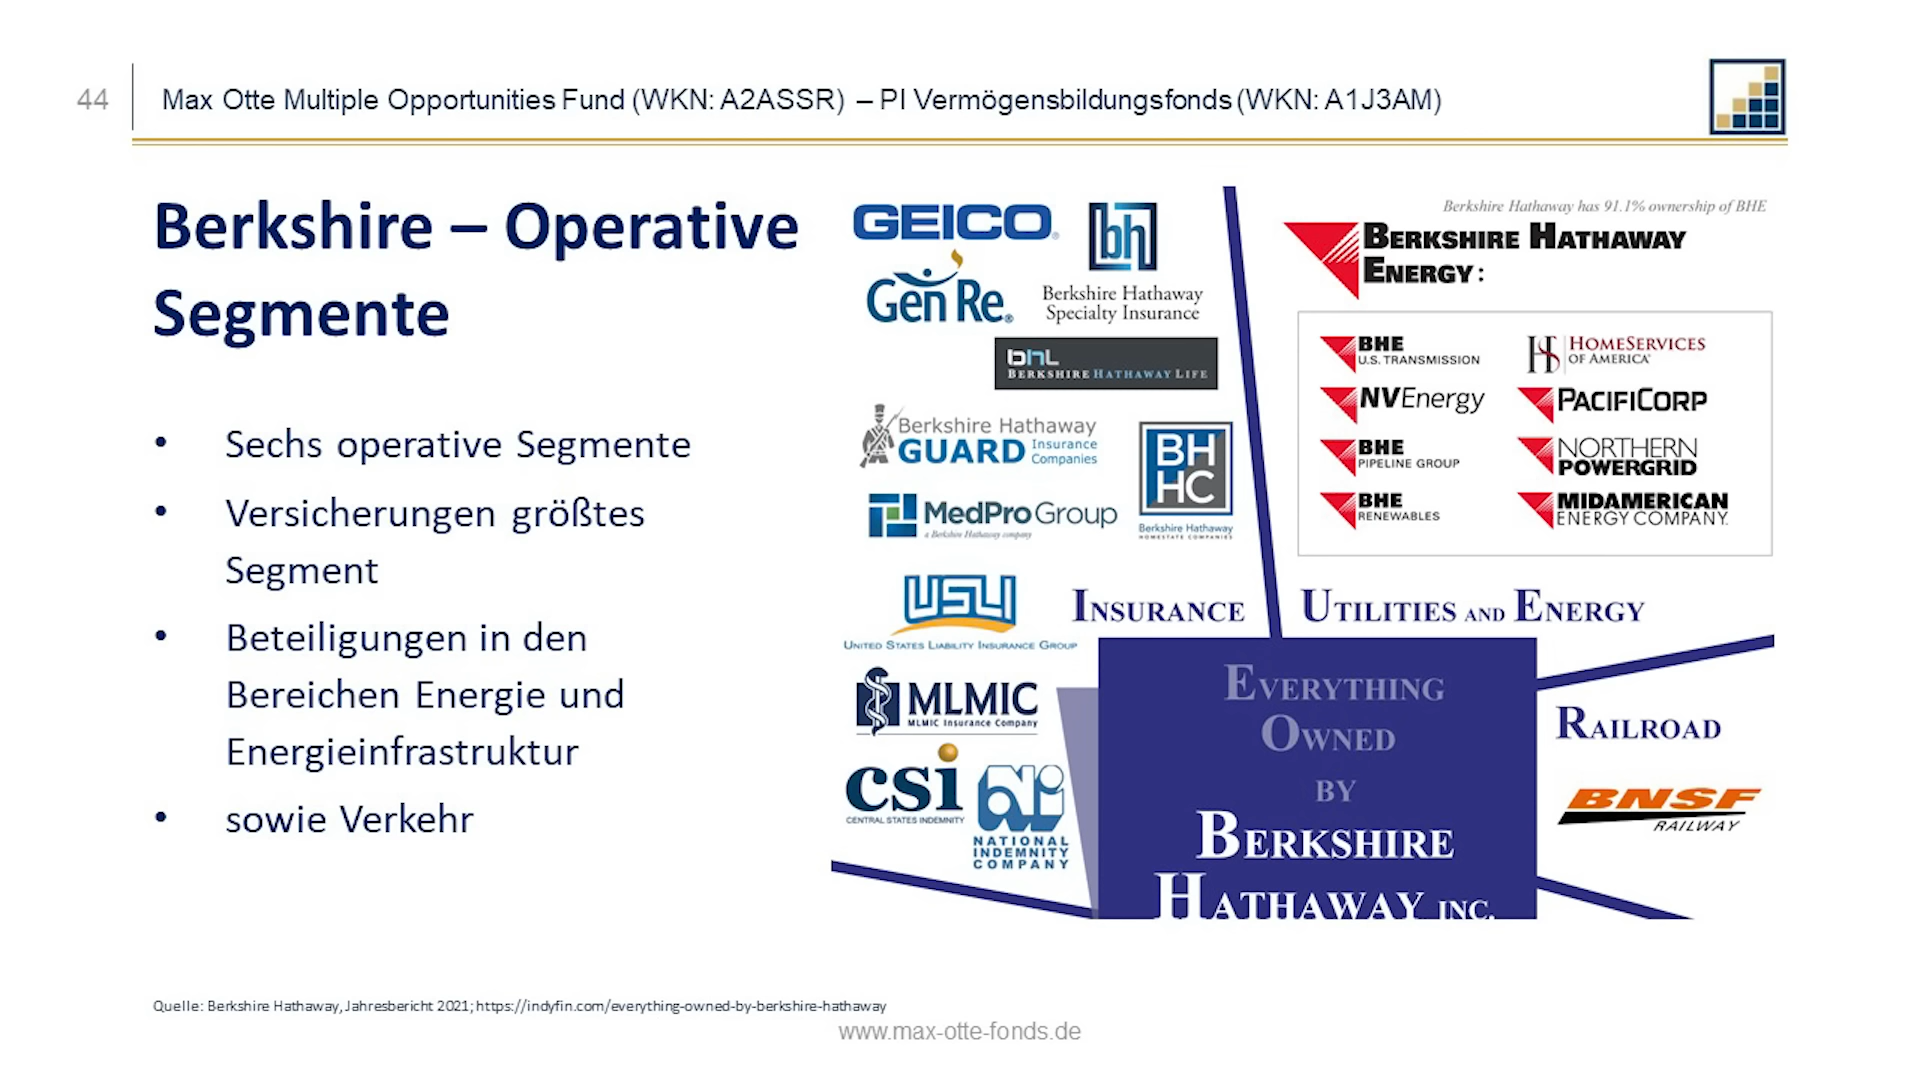 44
Max Otte Multiple Opportunities Fund (WKN: A2ASSR) – PI Vermögensbildungsfonds (WKN: A1J3AM)
Berkshire – Operative
Segmente
• Sechs operative Segmente
• Versicherungen größtes
Segment
• Beteiligungen in den
Bereichen Energie und
Energieinfrastruktur
• sowie Verkehr
GEICO®
bh
Berkshire Hathaway
Specialty Insurance
Gen Re®
bhl
BERKSHIRE HATHAWAY LIFE
Berkshire Hathaway
GUARD Insurance
Companies
BH
HC
Berkshire Hathaway
HOMESTATE COMPANIES
MedPro Group
a Berkshire Hathaway company
USLI
UNITED STATES LIABILITY INSURANCE GROUP
MLMIC
MLMIC Insurance Company
csi
CENTRAL STATES INDEMNITY
NATIONAL
INDEMNITY
COMPANY
INSURANCE
Berkshire Hathaway has 91.1% ownership of BHE
BERKSHIRE HATHAWAY
ENERGY:
BHE
U.S. TRANSMISSION
HS HOMESERVICES
OF AMERICA®
NVEnergy
PACIFICORP
BHE
PIPELINE GROUP
NORTHERN
POWERGRID
BHE
RENEWABLES
MIDAMERICAN
ENERGY COMPANY.
UTILITIES AND ENERGY
EVERYTHING
OWNED
BY
BERKSHIRE
HATHAWAY INC.
RAILROAD
BNSF
RAILWAY
Quelle: Berkshire Hathaway, Jahresbericht 2021; https://indyfin.com/everything-owned-by-berkshire-hathaway
www.max-otte-fonds.de